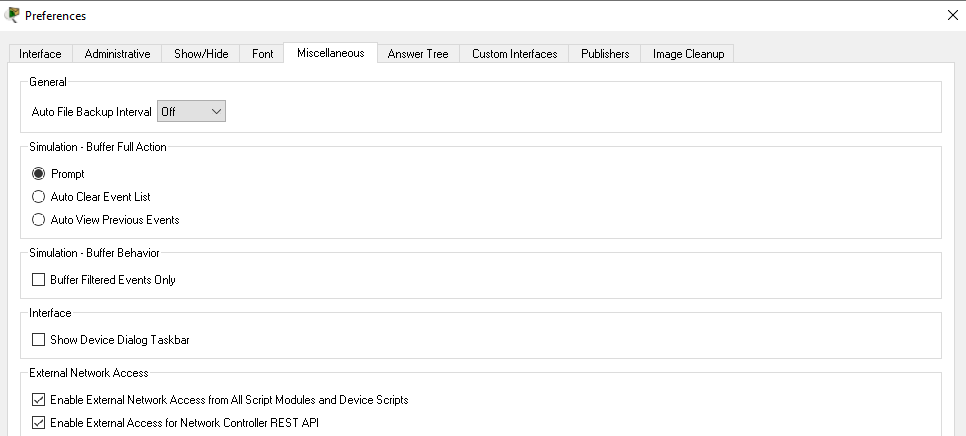 Preferences
Interface Administrative Show/Hide Font Miscellaneous Answer Tree Custom Interfaces Publishers Image Cleanup
General
Auto File Backup Interval Off
Simulation - Buffer Full Action
Prompt
Auto Clear Event List
Auto View Previous Events
Simulation - Buffer Behavior
Buffer Filtered Events Only
Interface
Show Device Dialog Taskbar
External Network Access
Enable External Network Access from All Script Modules and Device Scripts
Enable External Access for Network Controller REST API